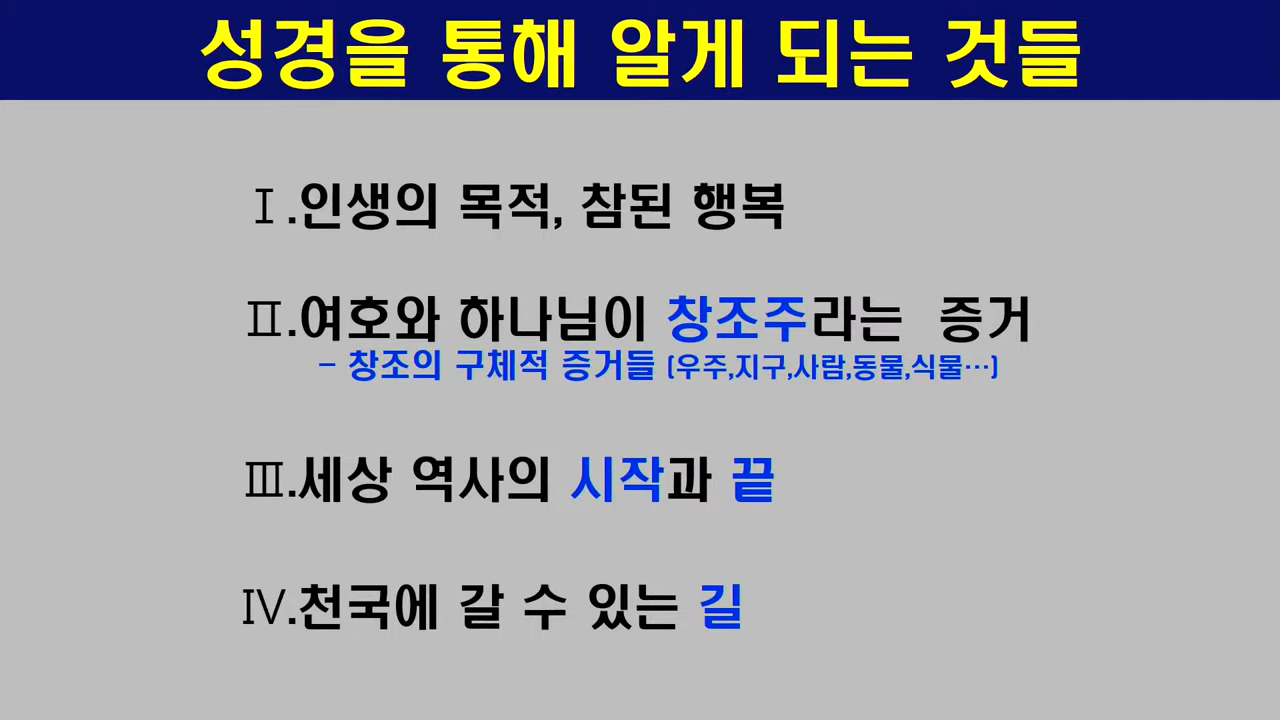 성경을 통해 알게 되는 것들
Ⅰ.인생의 목적, 참된 행복
Ⅱ.여호와 하나님이 창조주라는 증거
- 창조의 구체적 증거들 (우주,지구,사람,동물,식물…)
Ⅲ.세상 역사의 시작과 끝
Ⅳ.천국에 갈 수 있는 길